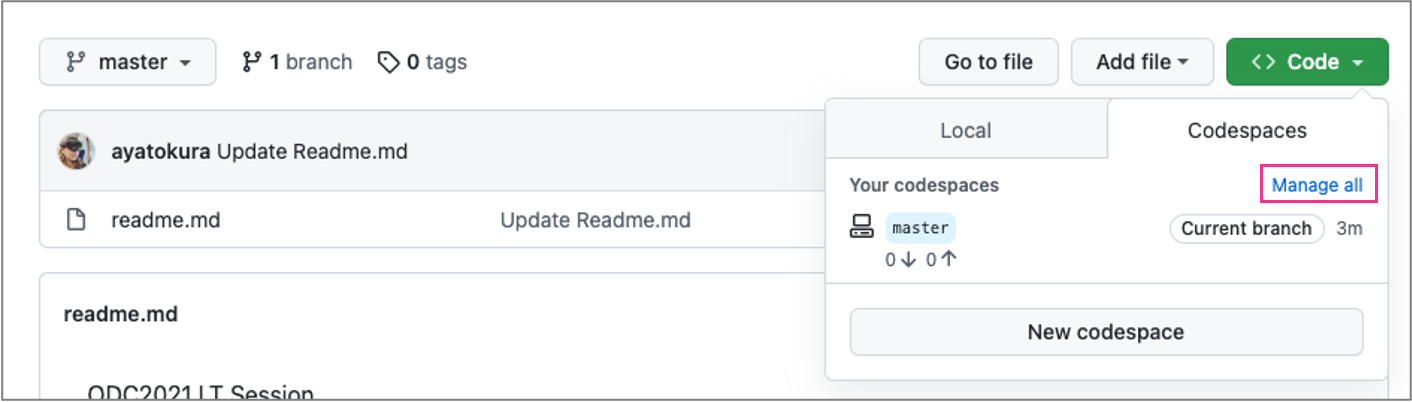 master 1 branch 0 tags Go to file Add file Code
Local Codespaces
ayatokura Update Readme.md
Your codespaces Manage all
readme.md Update Readme.md
master Current branch 3m
0 ↓ 0 ↑
readme.md
New codespace
ODC2021 LT Session